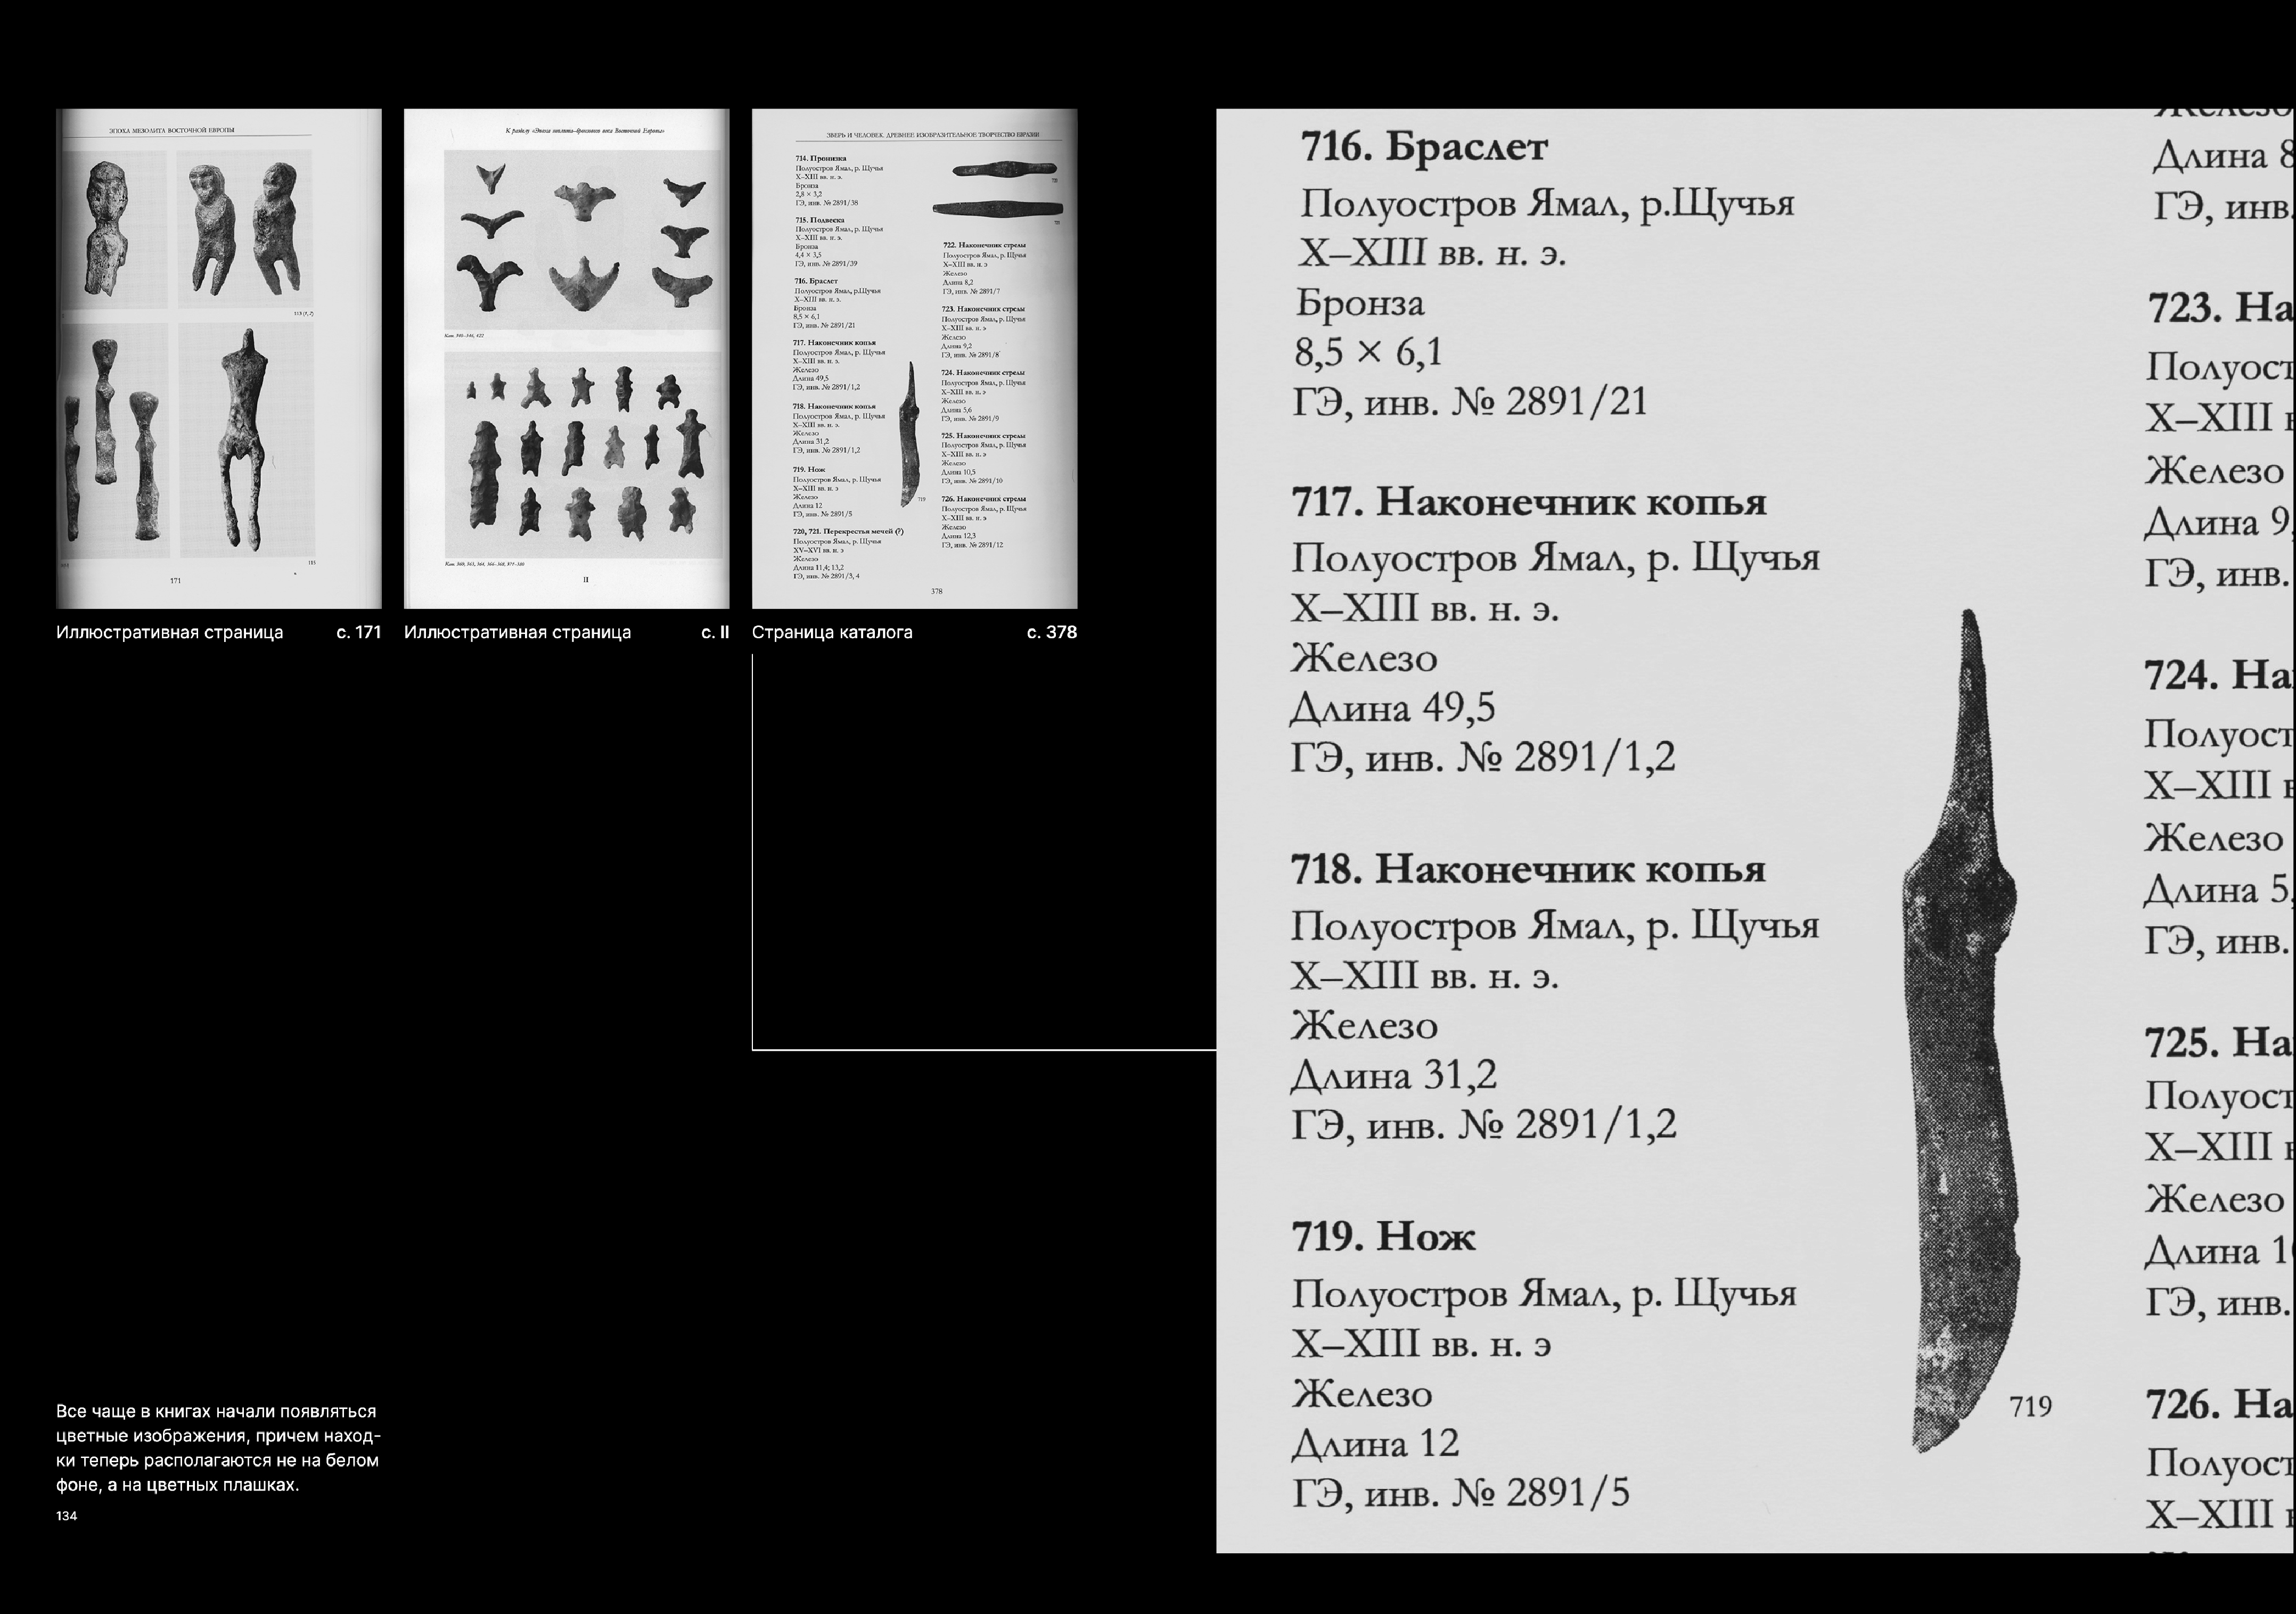 ЭПОХА МЕЗОЛИТА ВОСТОЧНОЙ ЕВРОПЫ
113 (1, 2)
111
171
Иллюстративная страница с. 171
К разделу «Эпоха неолита–бронзового века Восточной Европы»
II
Иллюстративная страница с. II
ЗВЕРЬ И ЧЕЛОВЕК. ДРЕВНЕЕ ИЗОБРАЗИТЕЛЬНОЕ ТВОРЧЕСТВО ЕВРАЗИИ
714. Пронизка
Полуостров Ямал, р. Щучья
X–XIII вв. н. э.
Бронза
2,8 × 3,2
ГЭ, инв. № 2891/38
715. Подвеска
Полуостров Ямал, р. Щучья
X–XIII вв. н. э.
Бронза
4,4 × 3,5
ГЭ, инв. № 2891/39
716. Браслет
Полуостров Ямал, р.Щучья
X–XIII вв. н. э.
Бронза
8,5 × 6,1
ГЭ, инв. № 2891/21
717. Наконечник копья
Полуостров Ямал, р. Щучья
X–XIII вв. н. э.
Железо
Длина 49,5
ГЭ, инв. № 2891/1,2
718. Наконечник копья
Полуостров Ямал, р. Щучья
X–XIII вв. н. э.
Железо
Длина 31,2
ГЭ, инв. № 2891/1,2
719. Нож
Полуостров Ямал, р. Щучья
X–XIII вв. н. э
Железо
Длина 12
ГЭ, инв. № 2891/5
720, 721. Перекрестья мечей (?)
Полуостров Ямал, р. Щучья
XV–XVI вв. н. э
Железо
Длина 11,4; 13,2
ГЭ, инв. № 2891/3, 4
719
722. Наконечник стрелы
Полуостров Ямал, р. Щучья
X–XIII вв. н. э
Железо
Длина 8,2
ГЭ, инв. № 2891/7
723. Наконечник стрелы
Полуостров Ямал, р. Щучья
X–XIII вв. н. э
Железо
Длина 9,2
ГЭ, инв. № 2891/8
724. Наконечник стрелы
Полуостров Ямал, р. Щучья
X–XIII вв. н. э
Железо
Длина 5,6
ГЭ, инв. № 2891/9
725. Наконечник стрелы
Полуостров Ямал, р. Щучья
X–XIII вв. н. э
Железо
Длина 10,5
ГЭ, инв. № 2891/10
726. Наконечник стрелы
Полуостров Ямал, р. Щучья
X–XIII вв. н. э
Железо
Длина 12,3
ГЭ, инв. № 2891/12
378
Страница каталога с. 378
716. Браслет
Полуостров Ямал, р.Щучья
X–XIII вв. н. э.
Бронза
8,5 × 6,1
ГЭ, инв. № 2891/21
717. Наконечник копья
Полуостров Ямал, р. Щучья
X–XIII вв. н. э.
Железо
Длина 49,5
ГЭ, инв. № 2891/1,2
718. Наконечник копья
Полуостров Ямал, р. Щучья
X–XIII вв. н. э.
Железо
Длина 31,2
ГЭ, инв. № 2891/1,2
719. Нож
Полуостров Ямал, р. Щучья
X–XIII вв. н. э
Железо
Длина 12
ГЭ, инв. № 2891/5
719
Железо
Длина 8
ГЭ, инв.
723. На
Полуост
X–XIII
Железо
Длина 9,
ГЭ, инв.
724. На
Полуост
X–XIII
Железо
Длина 5,
ГЭ, инв.
725. На
Полуост
X–XIII
Железо
Длина 1
ГЭ, инв.
726. На
Полуост
X–XIII
Все чаще в книгах начали появляться
цветные изображения, причем наход-
ки теперь располагаются не на белом
фоне, а на цветных плашках.
134